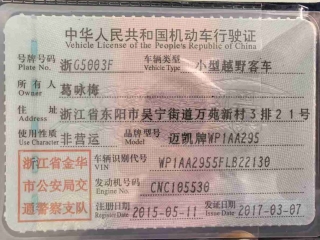 中华人民共和国机动车行驶证
Vehicle License of the People's Republic of China
号牌号码 浙G5003F 车辆类型 小型越野客车
Plate No. Vehicle Type
所有人 葛咏梅
Owner
住址 浙江省东阳市吴宁街道万苑新村3排21号
Address
使用性质 非营运 品牌型号 迈凯牌WP1AA295
Use Character Model
浙江省金华 车辆识别代号 WP1AA2955FLB22130
VIN
市公安局交 发动机号码 CNC105536
Engine No.
通警察支队 注册日期 2015-05-11 发证日期 2017-03-07
Register Date Issue Date